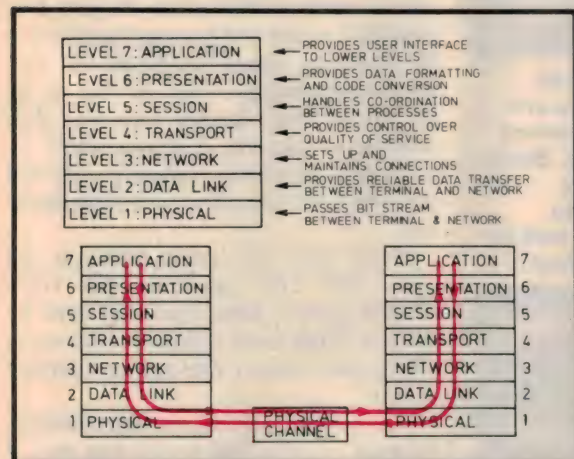 LEVEL 7: APPLICATION
PROVIDES USER INTERFACE
TO LOWER LEVELS
LEVEL 6: PRESENTATION
PROVIDES DATA FORMATTING
AND CODE CONVERSION
LEVEL 5: SESSION
HANDLES CO-ORDINATION
BETWEEN PROCESSES
LEVEL 4: TRANSPORT
PROVIDES CONTROL OVER
QUALITY OF SERVICE
LEVEL 3: NETWORK
SETS UP AND
MAINTAINS CONNECTIONS
LEVEL 2: DATA LINK
PROVIDES RELIABLE DATA TRANSFER
BETWEEN TERMINAL AND NETWORK
LEVEL 1: PHYSICAL
PASSES BIT STREAM
BETWEEN TERMINAL & NETWORK
7 APPLICATION
6 PRESENTATION
5 SESSION
4 TRANSPORT
3 NETWORK
2 DATA LINK
1 PHYSICAL
PHYSICAL
CHANNEL
APPLICATION 7
PRESENTATION 6
SESSION 5
TRANSPORT 4
NETWORK 3
DATA LINK 2
PHYSICAL 1